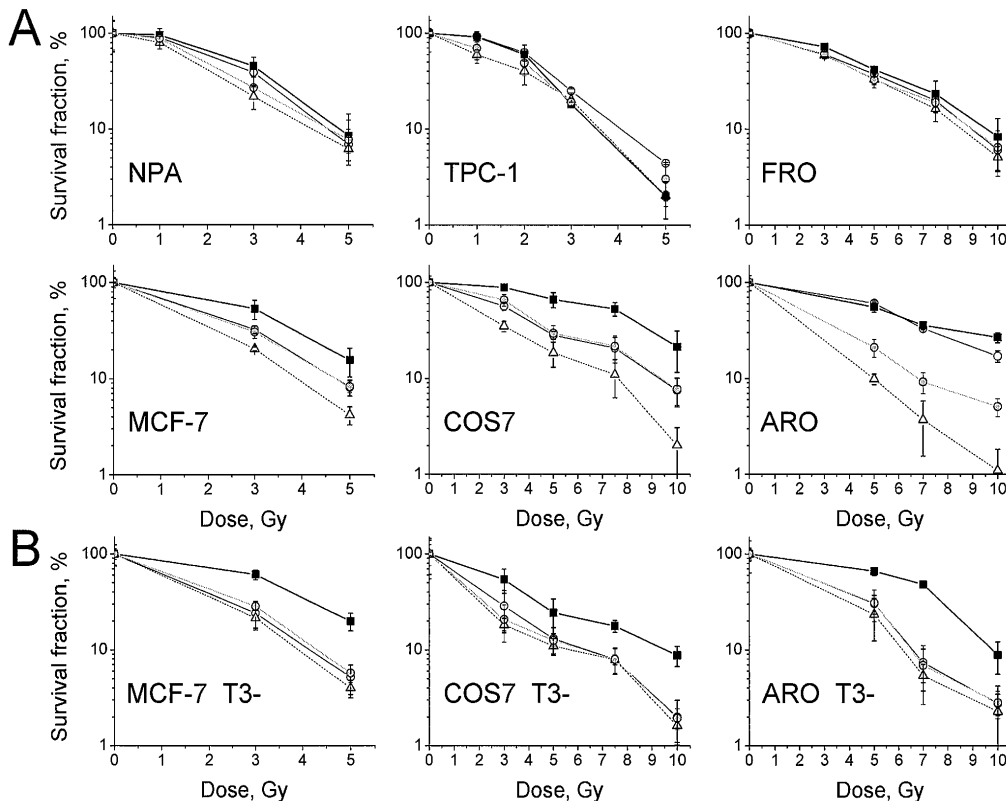 A
Survival fraction, %
100
10
1
NPA
0 1 2 3 4 5
100
10
1
TPC-1
0 1 2 3 4 5
100
10
1
FRO
0 1 2 3 4 5 6 7 8 9 10
Survival fraction, %
100
10
1
MCF-7
0 1 2 3 4 5
Dose, Gy
100
10
1
COS7
0 1 2 3 4 5 6 7 8 9 10
Dose, Gy
100
10
1
ARO
0 1 2 3 4 5 6 7 8 9 10
Dose, Gy
B
Survival fraction, %
100
10
1
MCF-7 T3-
0 1 2 3 4 5
Dose, Gy
100
10
1
COS7 T3-
0 1 2 3 4 5 6 7 8 9 10
Dose, Gy
100
10
1
ARO T3-
0 1 2 3 4 5 6 7 8 9 10
Dose, Gy